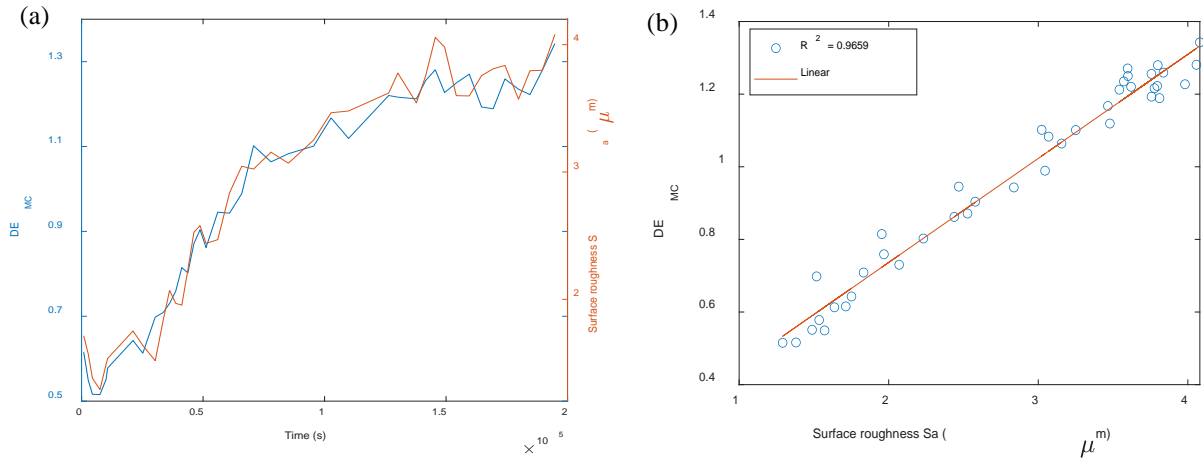 (a)
1.3
1.1
0.9
0.7
0.5
DE MC
4
3
2
Surface roughness S a ( μ m)
0 0.5 1 1.5 2
Time (s)
× 10 5
(b)
1.4
1.2
1
0.8
0.6
0.4
DE MC
R 2 = 0.9659
Linear
1 2 3 4
Surface roughness Sa ( μ m)